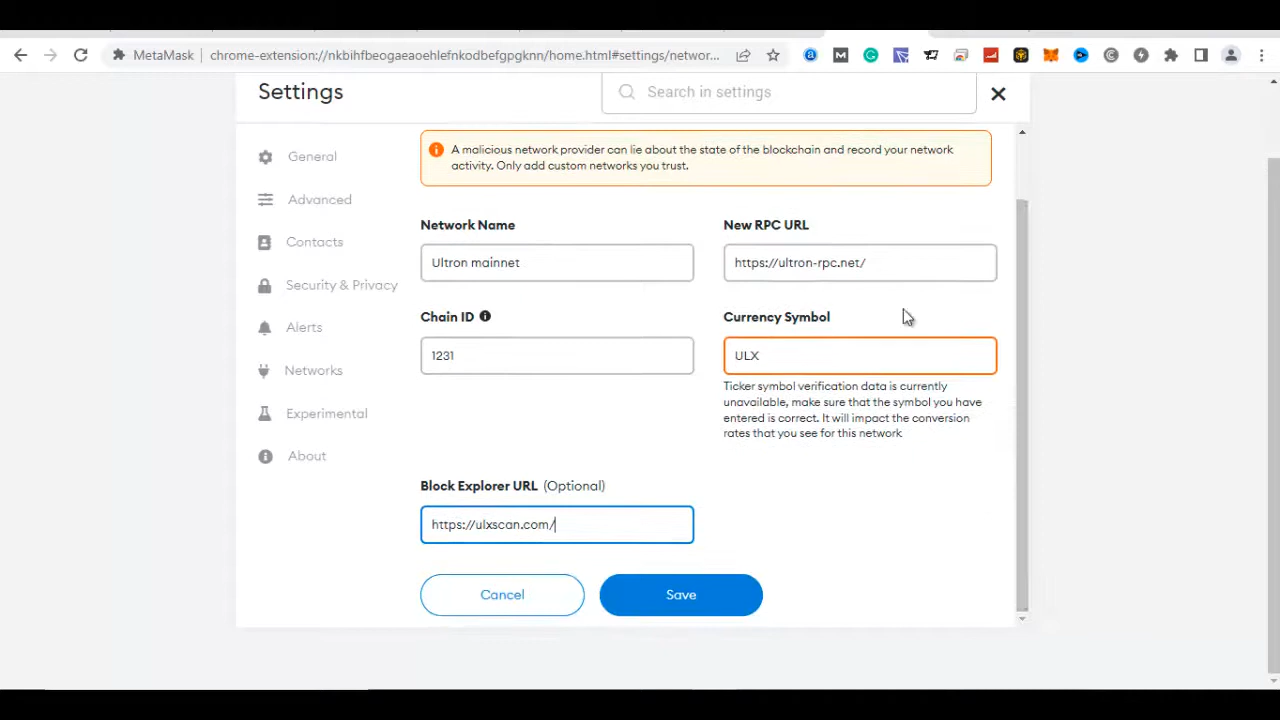 MetaMask
chrome-extension://nkbihfbeogaeaoehlefnkodbefgpgknn/home.html#settings/networ...
Settings
Search in settings
General
Advanced
Contacts
Security & Privacy
Alerts
Networks
Experimental
About
A malicious network provider can lie about the state of the blockchain and record your network
activity. Only add custom networks you trust.
Network Name
Ultron mainnet
New RPC URL
https://ultron-rpc.net/
Chain ID
1231
Currency Symbol
ULX
Ticker symbol verification data is currently
unavailable, make sure that the symbol you have
entered is correct. It will impact the conversion
rates that you see for this network
Block Explorer URL (Optional)
https://ulxscan.com/
Cancel
Save